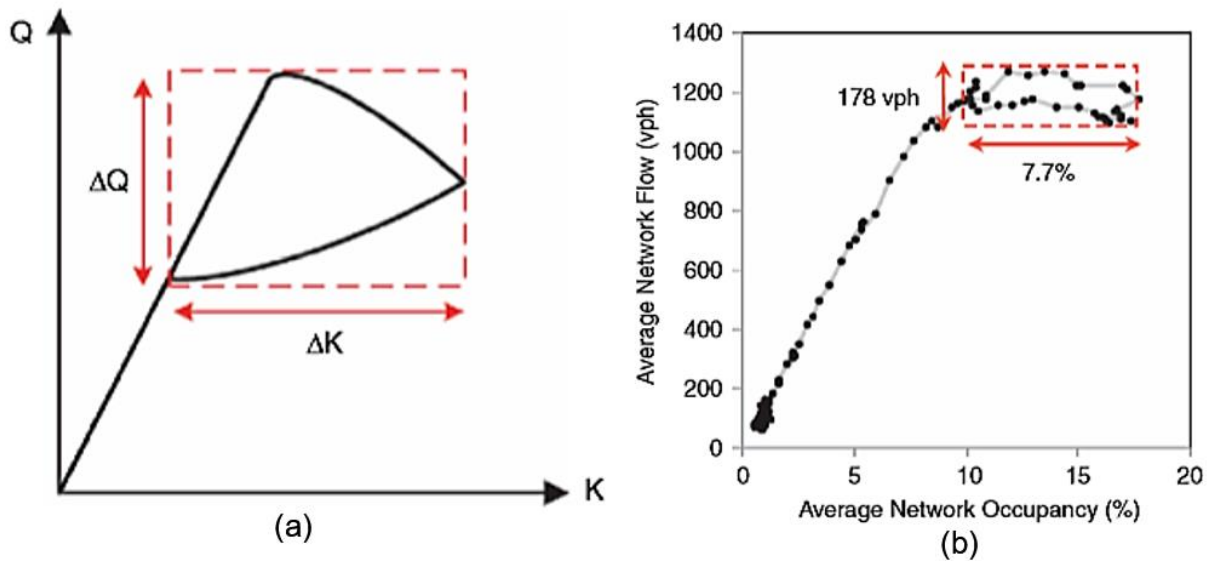 Q
ΔQ
ΔK
K
(a)
1400
1200
1000
800
600
400
200
0
Average Network Flow (vph)
178 vph
7.7%
0 5 10 15 20
Average Network Occupancy (%)
(b)